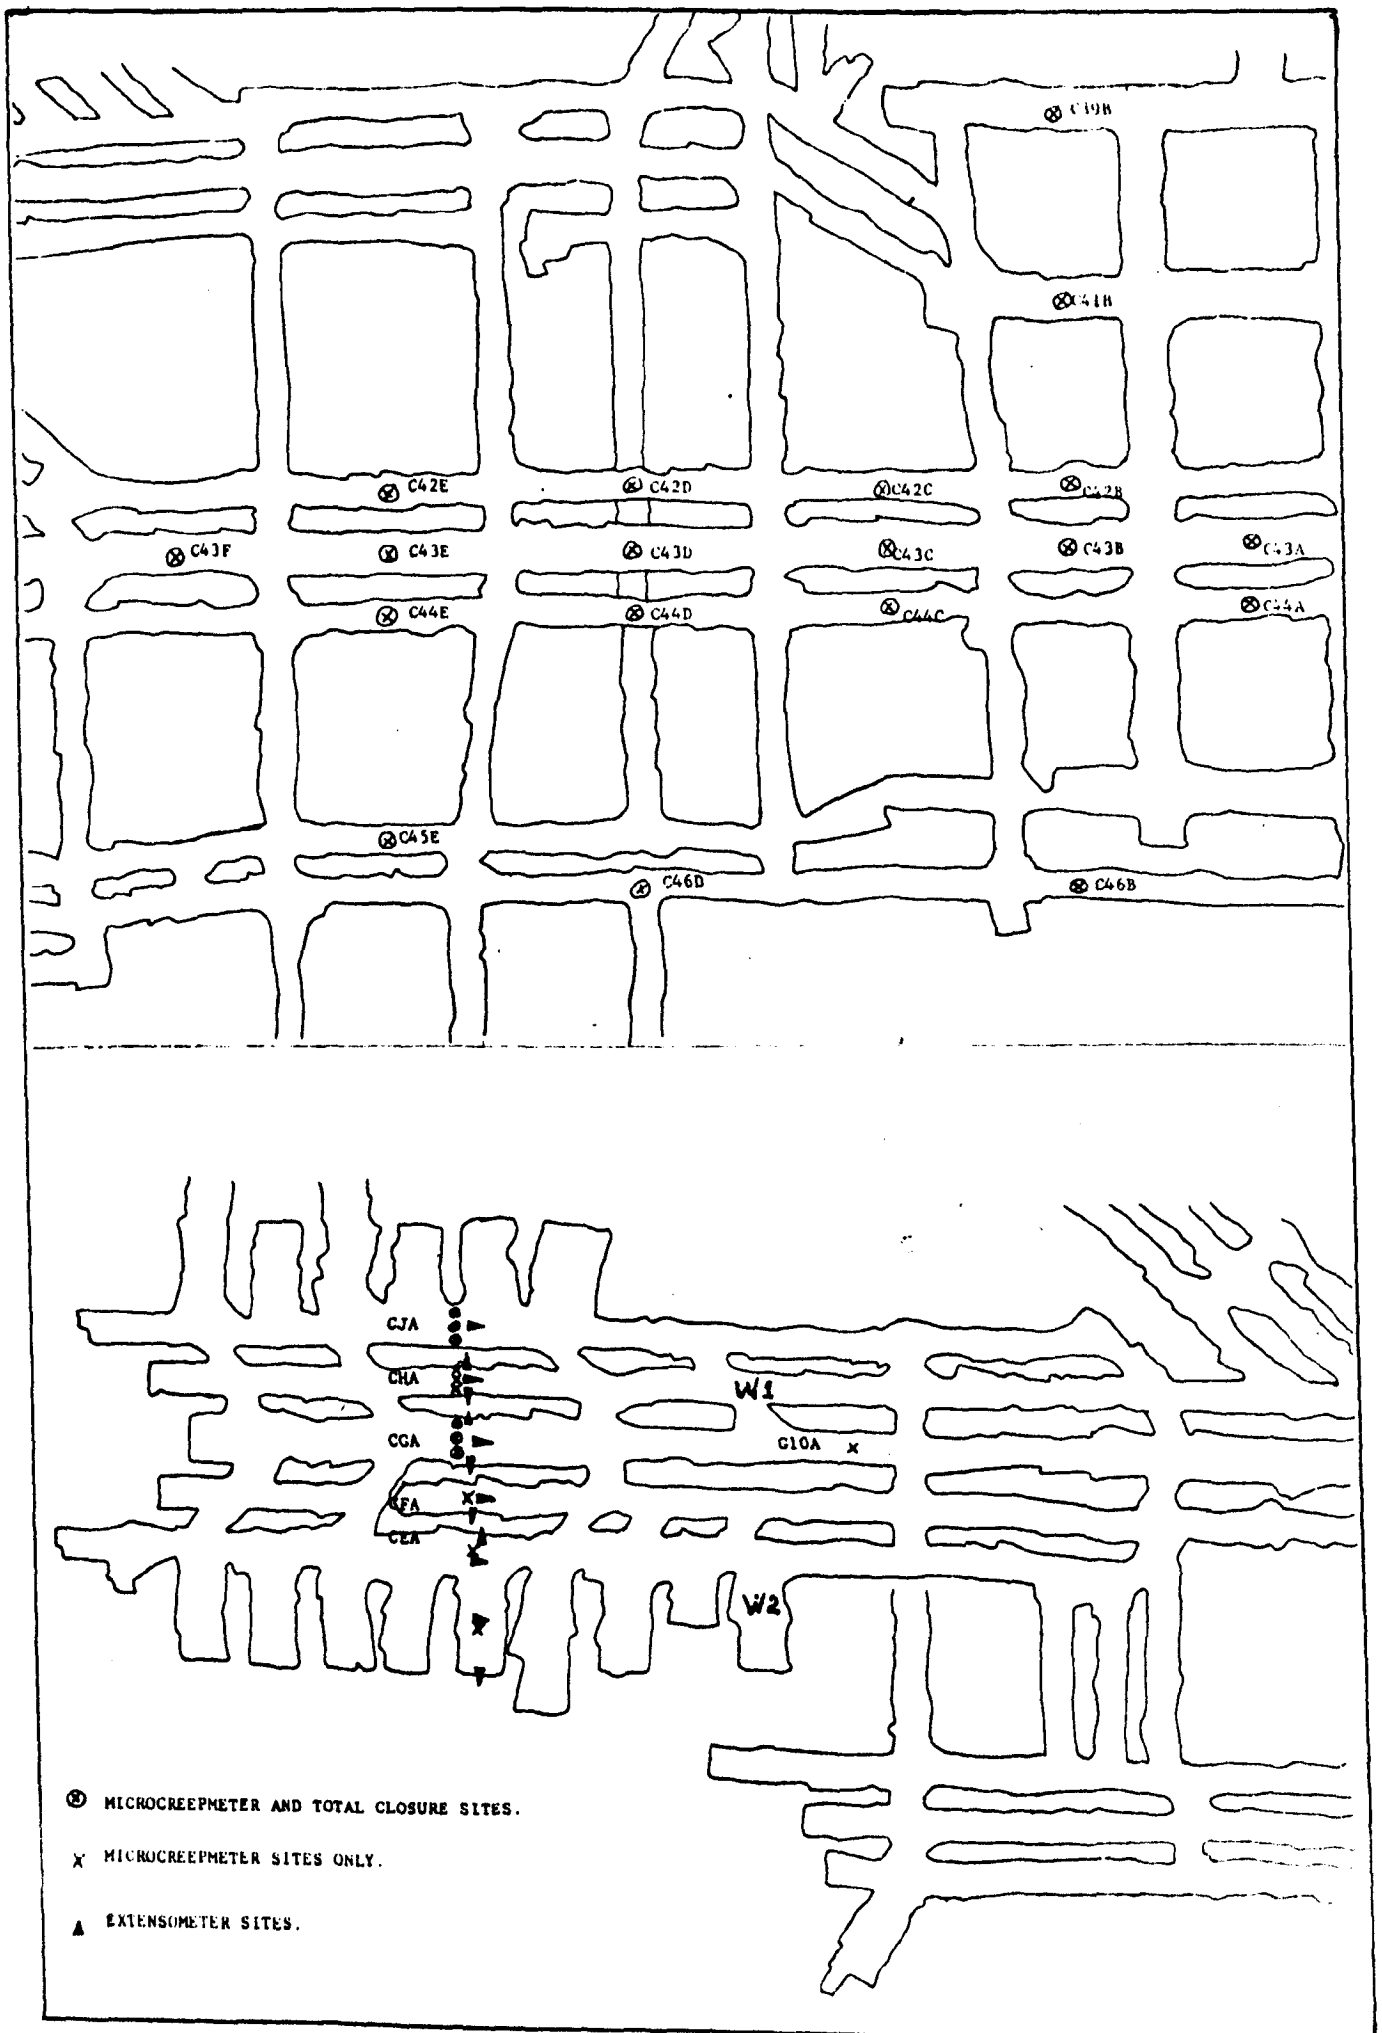 C39B
C41B
C42E
C42D
C42C
C42B
C43F
C43E
C43D
C43C
C43B
C43A
C44E
C44D
C44C
C44A
C45E
C46D
C46B
CJA
CHA
W1
CGA
G10A
CFA
CEA
W2
MICROCREEPMETER AND TOTAL CLOSURE SITES.
MICROCREEPMETER SITES ONLY.
EXTENSOMETER SITES.